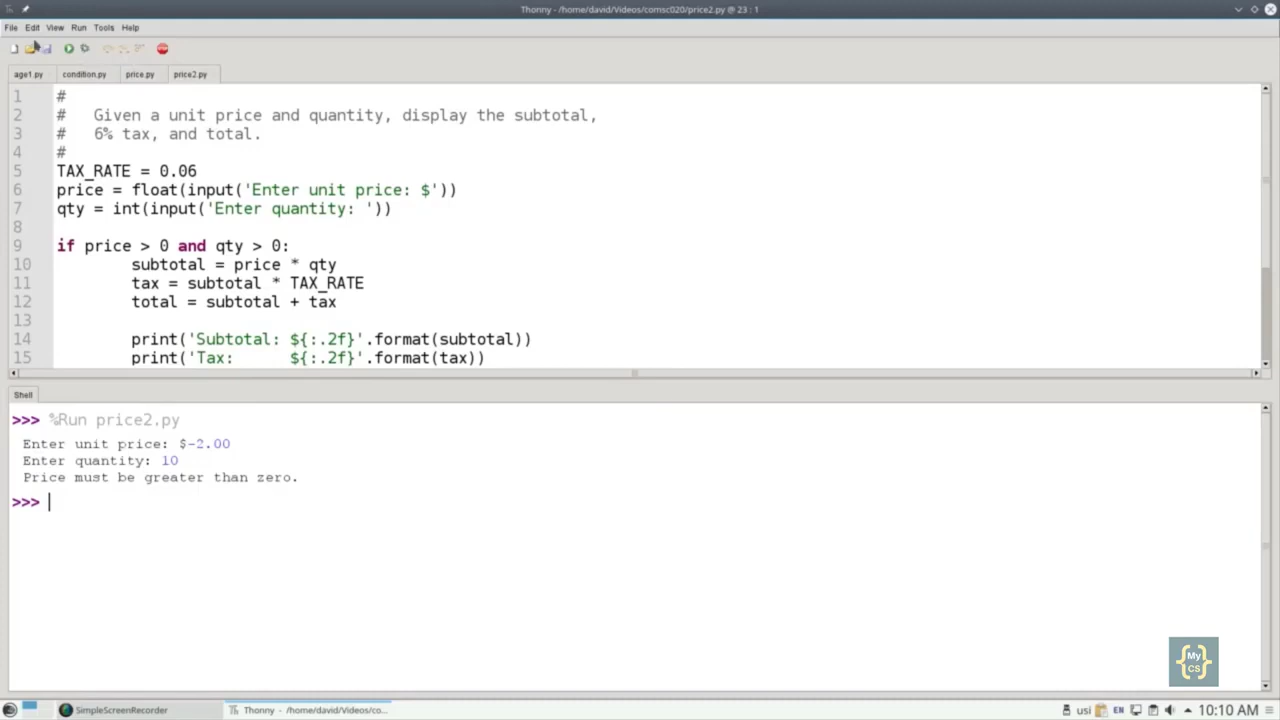 Thonny - /home/david/Videos/comsc020/price2.py @ 23 : 1
File Edit View Run Tools Help
age1.py condition.py price.py price2.py
1 #
2 #   Given a unit price and quantity, display the subtotal,
3 #   6% tax, and total.
4 #
5 TAX_RATE = 0.06
6 price = float(input('Enter unit price: $'))
7 qty = int(input('Enter quantity: '))
8
9 if price > 0 and qty > 0:
10         subtotal = price * qty
11         tax = subtotal * TAX_RATE
12         total = subtotal + tax
13
14         print('Subtotal: ${:.2f}'.format(subtotal))
15         print('Tax:      ${:.2f}'.format(tax))
Shell
>>> %Run price2.py
Enter unit price: $-2.00
Enter quantity: 10
Price must be greater than zero.
>>>
{My CS}
SimpleScreenRecorder Thonny - /home/david/Videos/co... usi EN 10:10 AM